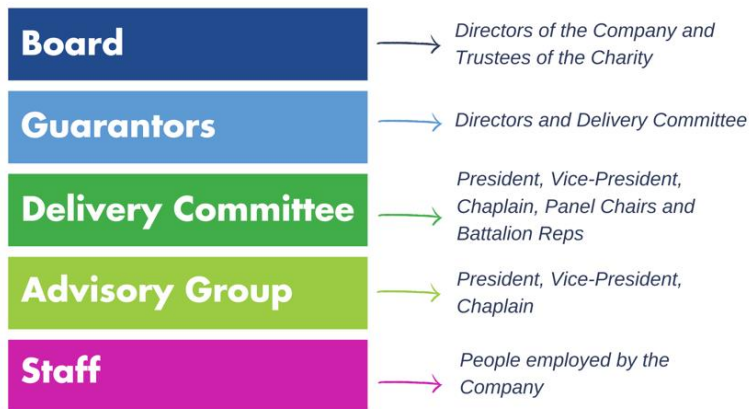 Board
Directors of the Company and
Trustees of the Charity
Guarantors
Directors and Delivery Committee
Delivery Committee
President, Vice-President,
Chaplain, Panel Chairs and
Battalion Reps
Advisory Group
President, Vice-President,
Chaplain
Staff
People employed by the
Company